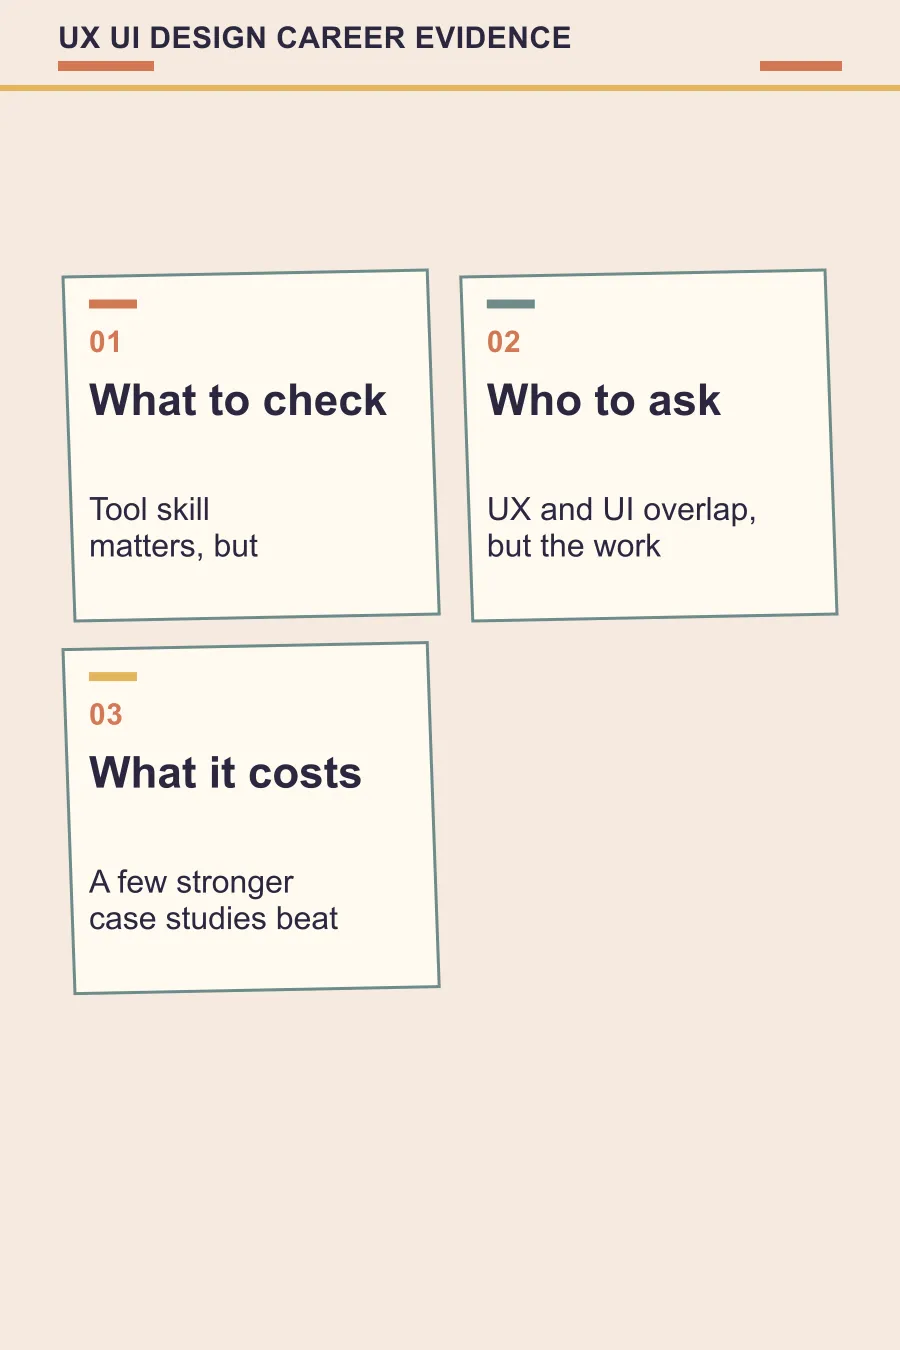 UX UI DESIGN CAREER EVIDENCE
01
What to check
Tool skill
matters, but
02
Who to ask
UX and UI overlap,
but the work
03
What it costs
A few stronger
case studies beat